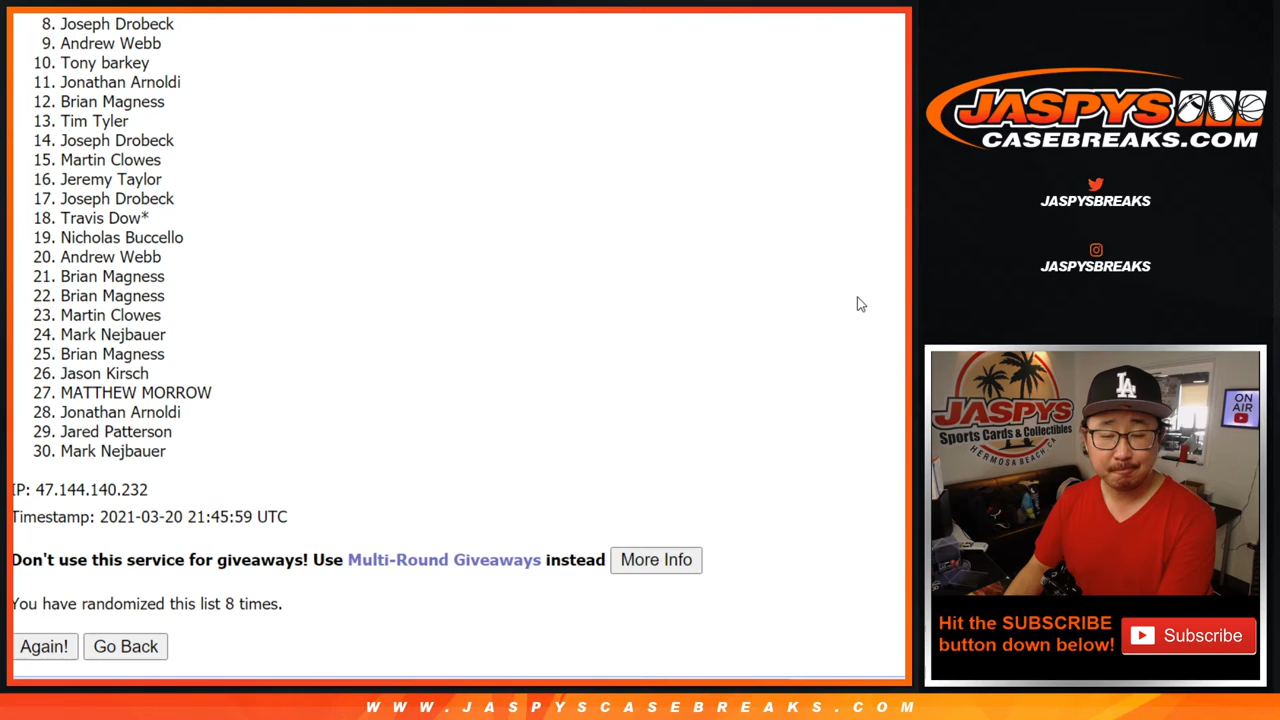 8. Joseph Drobeck
9. Andrew Webb
10. Tony barkey
11. Jonathan Arnoldi
12. Brian Magness
13. Tim Tyler
14. Joseph Drobeck
15. Martin Clowes
16. Jeremy Taylor
17. Joseph Drobeck
18. Travis Dow*
19. Nicholas Buccello
20. Andrew Webb
21. Brian Magness
22. Brian Magness
23. Martin Clowes
24. Mark Nejbauer
25. Brian Magness
26. Jason Kirsch
27. MATTHEW MORROW
28. Jonathan Arnoldi
29. Jared Patterson
30. Mark Nejbauer
IP: 47.144.140.232
Timestamp: 2021-03-20 21:45:59 UTC
Don't use this service for giveaways! Use Multi-Round Giveaways instead More Info
You have randomized this list 8 times.
Again! Go Back
JASPYS
CASEBREAKS.COM
JASPYSBREAKS
JASPYSBREAKS
JASPYS
Sports Cards & Collectibles
HERMOSA BEACH, CA
LA
ON
AIR
Hit the SUBSCRIBE
button down below!
Subscribe
WWW.JASPYSCASEBREAKS.COM